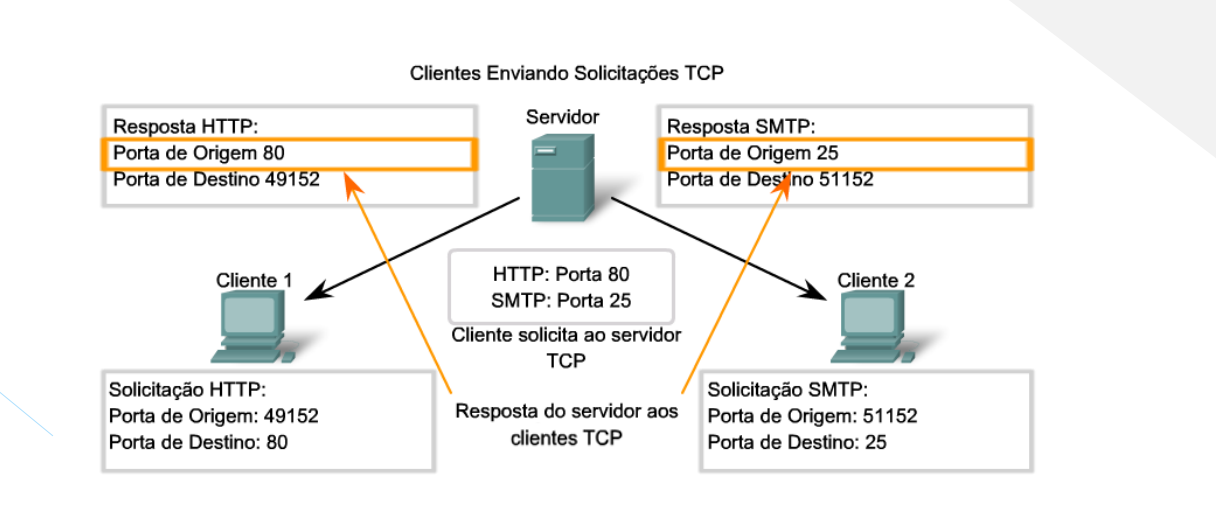 Clientes Enviando Solicitações TCP
Resposta HTTP:
Porta de Origem 80
Porta de Destino 49152
Servidor
Resposta SMTP:
Porta de Origem 25
Porta de Destino 51152
Cliente 1
HTTP: Porta 80
SMTP: Porta 25
Cliente 2
Cliente solicita ao servidor
TCP
Solicitação HTTP:
Porta de Origem: 49152
Porta de Destino: 80
Resposta do servidor aos
clientes TCP
Solicitação SMTP:
Porta de Origem: 51152
Porta de Destino: 25